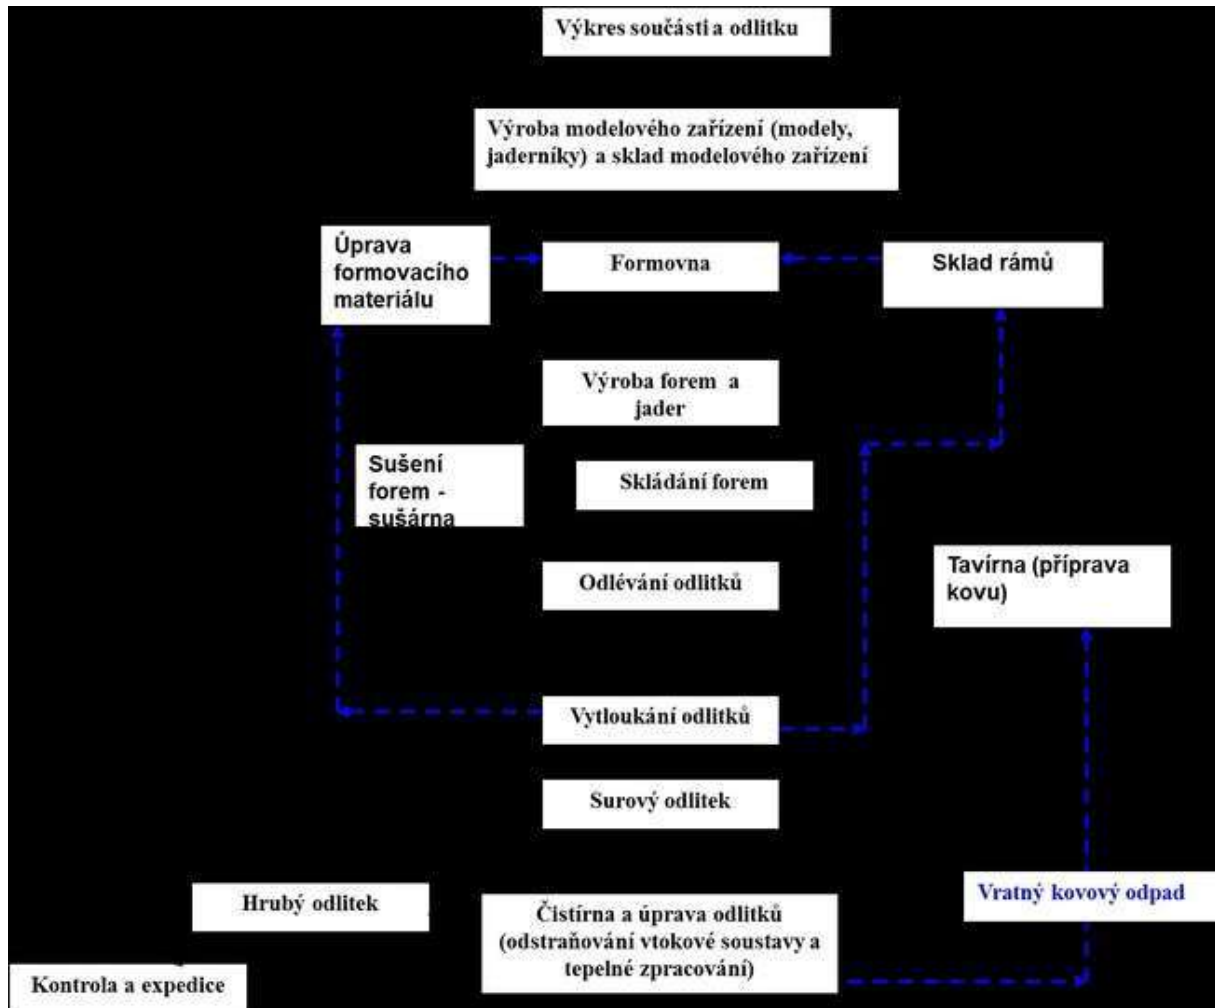 Výkres součásti a odlitku
Výroba modelového zařízení (modely,
jaderníky) a sklad modelového zařízení
Úprava
formovacího
materiálu
Formovna
Sklad rámů
Výroba forem a
jader
Sušení
forem -
sušárna
Skládání forem
Odlévání odlitků
Tavírna (příprava
kovu)
Vytloukání odlitků
Surový odlitek
Vratný kovový odpad
Hrubý odlitek
Čistírna a úprava odlitků
(odstraňování vtokové soustavy a
tepelné zpracování)
Kontrola a expedice